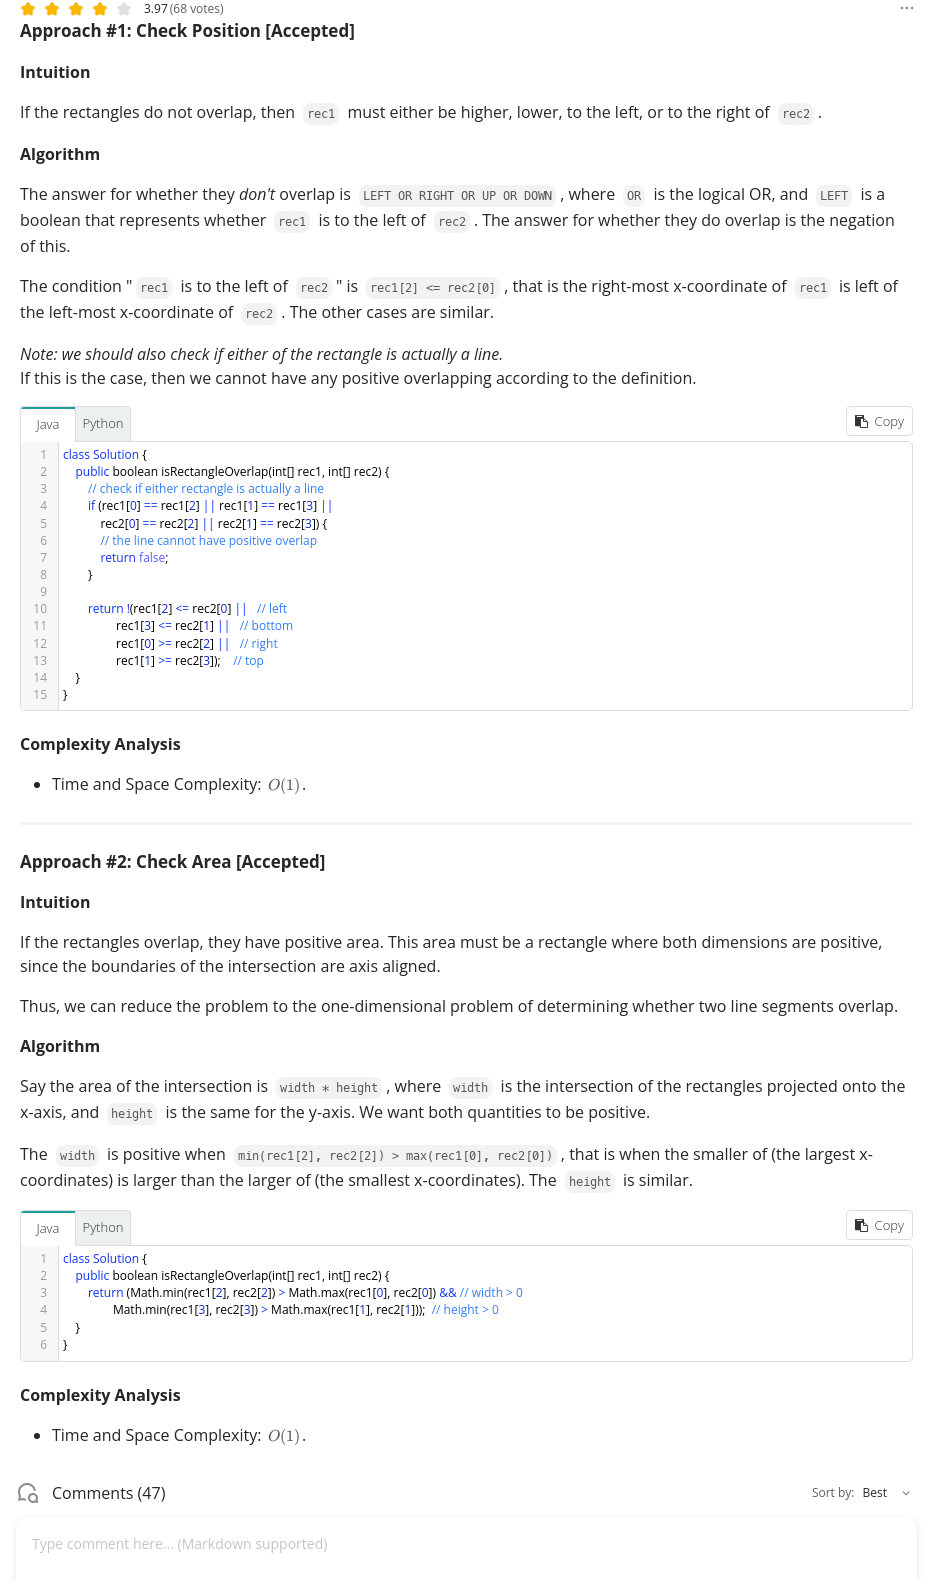 3.97 (68 votes)
Approach #1: Check Position [Accepted]
Intuition
If the rectangles do not overlap, then rec1 must either be higher, lower, to the left, or to the right of rec2 .
Algorithm
The answer for whether they don't overlap is LEFT OR RIGHT OR UP OR DOWN , where OR is the logical OR, and LEFT is a
boolean that represents whether rec1 is to the left of rec2 . The answer for whether they do overlap is the negation
of this.
The condition " rec1 is to the left of rec2 " is rec1[2] <= rec2[0] , that is the right-most x-coordinate of rec1 is left of
the left-most x-coordinate of rec2 . The other cases are similar.
Note: we should also check if either of the rectangle is actually a line.
If this is the case, then we cannot have any positive overlapping according to the definition.
Java Python Copy
1 class Solution {
2 public boolean isRectangleOverlap(int[] rec1, int[] rec2) {
3 // check if either rectangle is actually a line
4 if (rec1[0] == rec1[2] || rec1[1] == rec1[3] ||
5 rec2[0] == rec2[2] || rec2[1] == rec2[3]) {
6 // the line cannot have positive overlap
7 return false;
8 }
9
10 return !(rec1[2] <= rec2[0] || // left
11 rec1[3] <= rec2[1] || // bottom
12 rec1[0] >= rec2[2] || // right
13 rec1[1] >= rec2[3]); // top
14 }
15 }
Complexity Analysis
• Time and Space Complexity: O(1).
Approach #2: Check Area [Accepted]
Intuition
If the rectangles overlap, they have positive area. This area must be a rectangle where both dimensions are positive,
since the boundaries of the intersection are axis aligned.
Thus, we can reduce the problem to the one-dimensional problem of determining whether two line segments overlap.
Algorithm
Say the area of the intersection is width * height , where width is the intersection of the rectangles projected onto the
x-axis, and height is the same for the y-axis. We want both quantities to be positive.
The width is positive when min(rec1[2], rec2[2]) > max(rec1[0], rec2[0]) , that is when the smaller of (the largest x-
coordinates) is larger than the larger of (the smallest x-coordinates). The height is similar.
Java Python Copy
1 class Solution {
2 public boolean isRectangleOverlap(int[] rec1, int[] rec2) {
3 return (Math.min(rec1[2], rec2[2]) > Math.max(rec1[0], rec2[0]) && // width > 0
4 Math.min(rec1[3], rec2[3]) > Math.max(rec1[1], rec2[1])); // height > 0
5 }
6 }
Complexity Analysis
• Time and Space Complexity: O(1).
Comments (47) Sort by: Best
Type comment here... (Markdown supported)